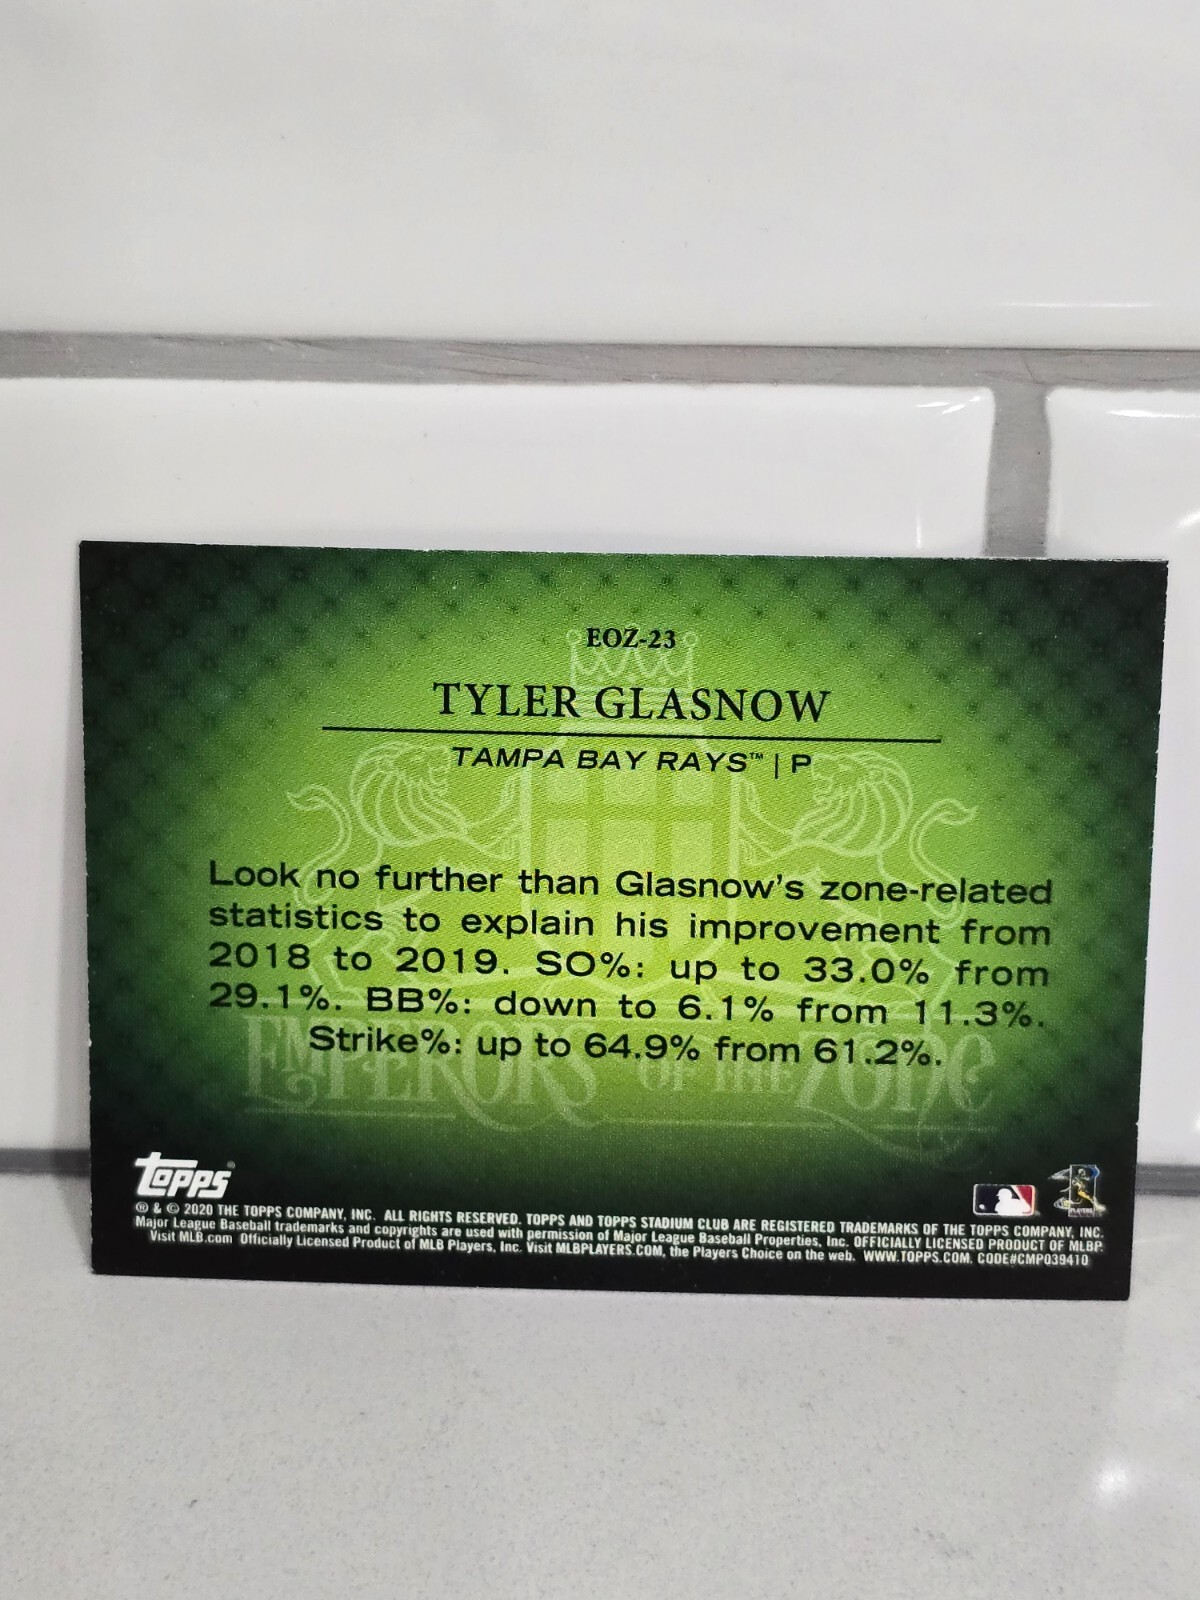 EOZ-23
TYLER GLASNOW
TAMPA BAY RAYS™ | P
Look no further than Glasnow's zone-related
statistics to explain his improvement from
2018 to 2019. SO%: up to 33.0% from
29.1%. BB%: down to 6.1% from 11.3%.
Strike%: up to 64.9% from 61.2%.
EMPERORS OF THE ZONE
Topps®
® & © 2020 THE TOPPS COMPANY, INC. ALL RIGHTS RESERVED. TOPPS AND TOPPS STADIUM CLUB ARE REGISTERED TRADEMARKS OF THE TOPPS COMPANY, INC.
Major League Baseball trademarks and copyrights are used with permission of Major League Baseball Properties, Inc. OFFICIALLY LICENSED PRODUCT OF MLBP.
Visit MLB.com Officially Licensed Product of MLB Players, Inc. Visit MLBPLAYERS.COM, the Players Choice on the web. WWW.TOPPS.COM. CODE#CMP039410